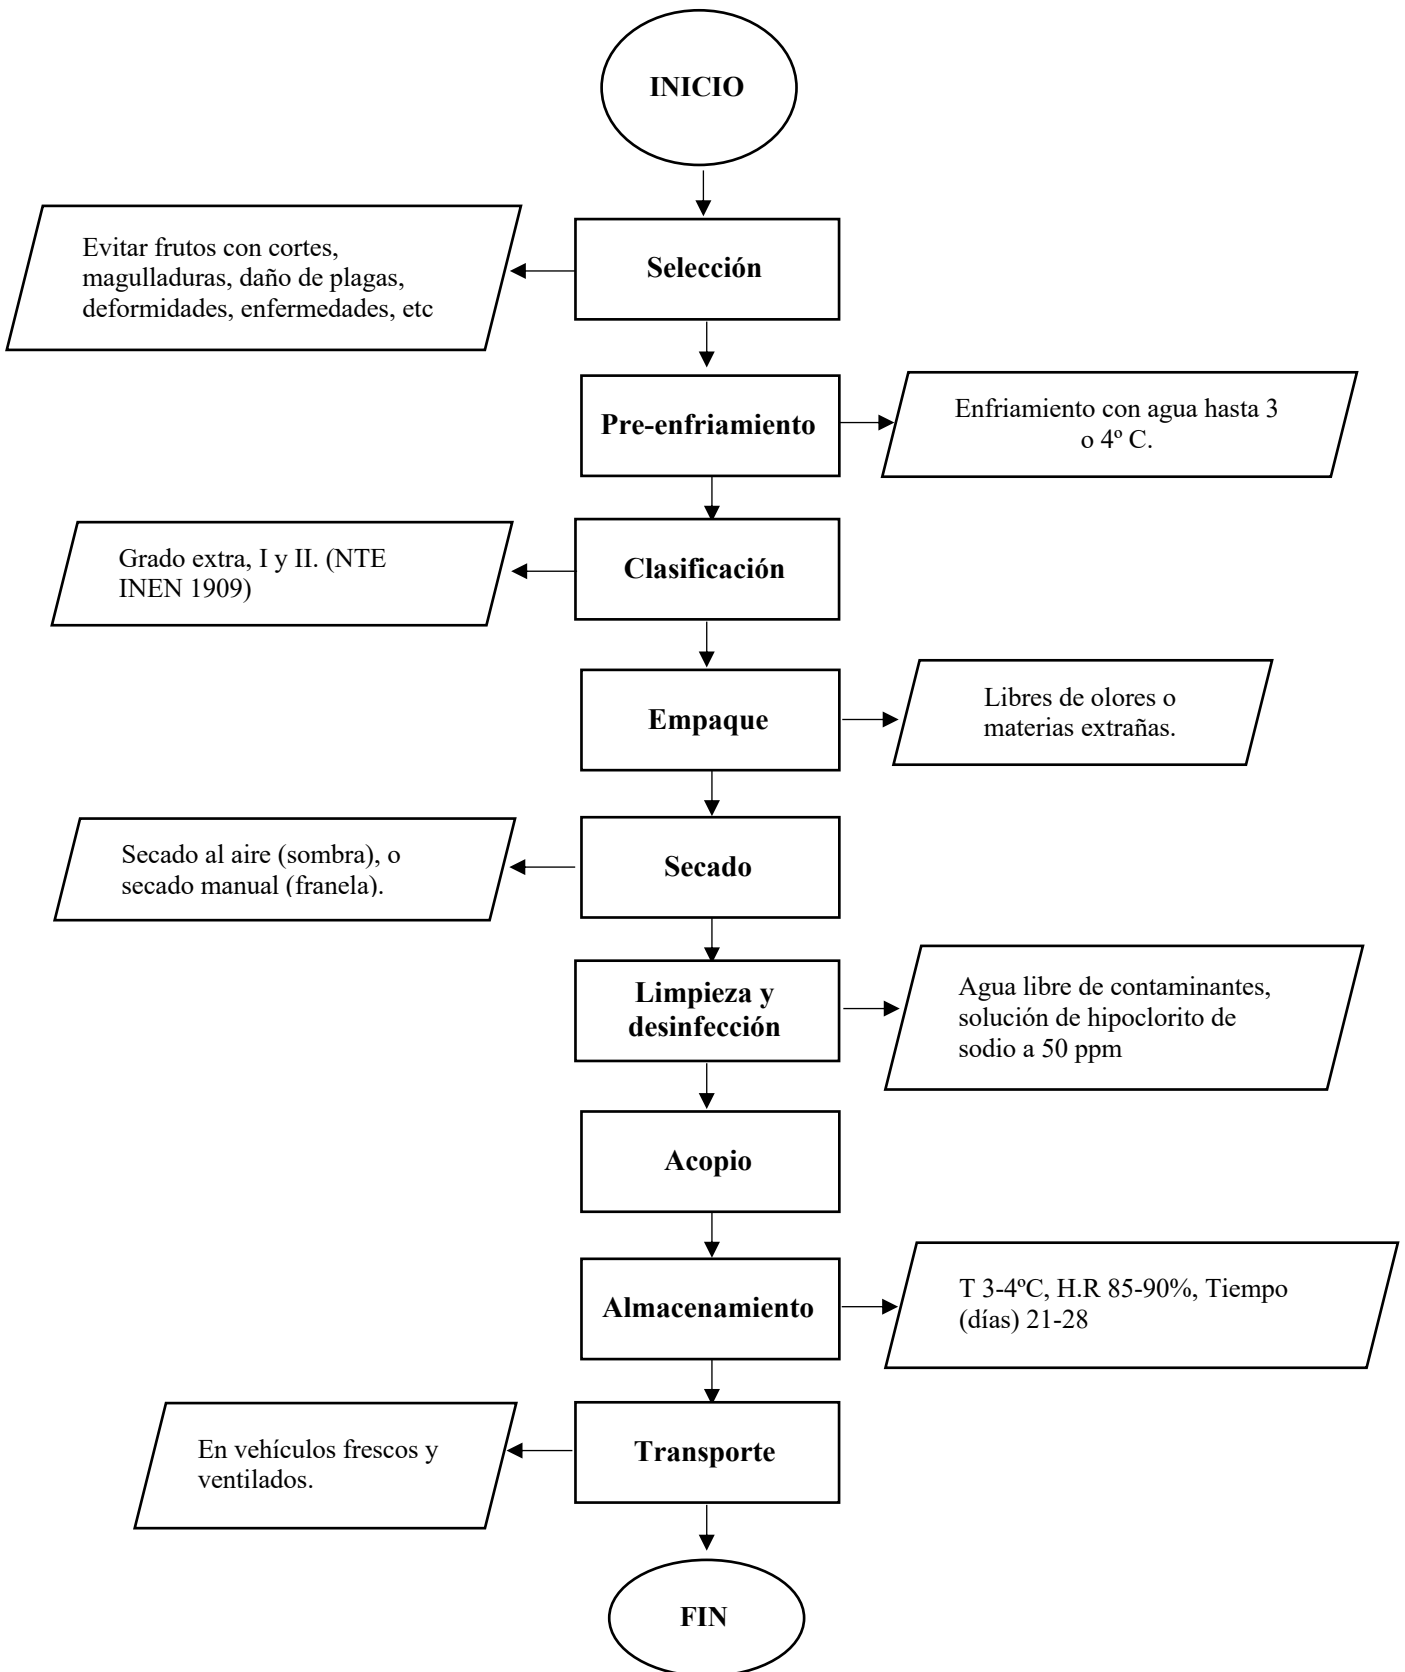 INICIO
Evitar frutos con cortes,
magulladuras, daño de plagas,
deformidades, enfermedades, etc
Selección
Pre-enfriamiento
Enfriamiento con agua hasta 3
o 4º C.
Grado extra, I y II. (NTE
INEN 1909)
Clasificación
Empaque
Libres de olores o
materias extrañas.
Secado al aire (sombra), o
secado manual (franela).
Secado
Limpieza y
desinfección
Agua libre de contaminantes,
solución de hipoclorito de
sodio a 50 ppm
Acopio
Almacenamiento
T 3-4ºC, H.R 85-90%, Tiempo
(días) 21-28
En vehículos frescos y
ventilados.
Transporte
FIN